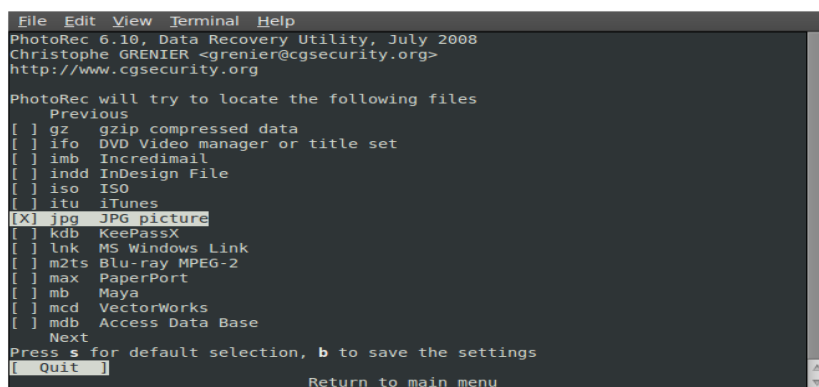 File Edit View Terminal Help
PhotoRec 6.10, Data Recovery Utility, July 2008
Christophe GRENIER <grenier@cgsecurity.org>
http://www.cgsecurity.org
PhotoRec will try to locate the following files
Previous
[ ] gz gzip compressed data
[ ] ifo DVD Video manager or title set
[ ] imb Incredimail
[ ] indd InDesign File
[ ] iso ISO
[ ] itu iTunes
[X] jpg JPG picture
[ ] kdb KeePassX
[ ] lnk MS Windows Link
[ ] m2ts Blu-ray MPEG-2
[ ] max PaperPort
[ ] mb Maya
[ ] mcd VectorWorks
[ ] mdb Access Data Base
Next
Press s for default selection, b to save the settings
[ Quit ]
Return to main menu